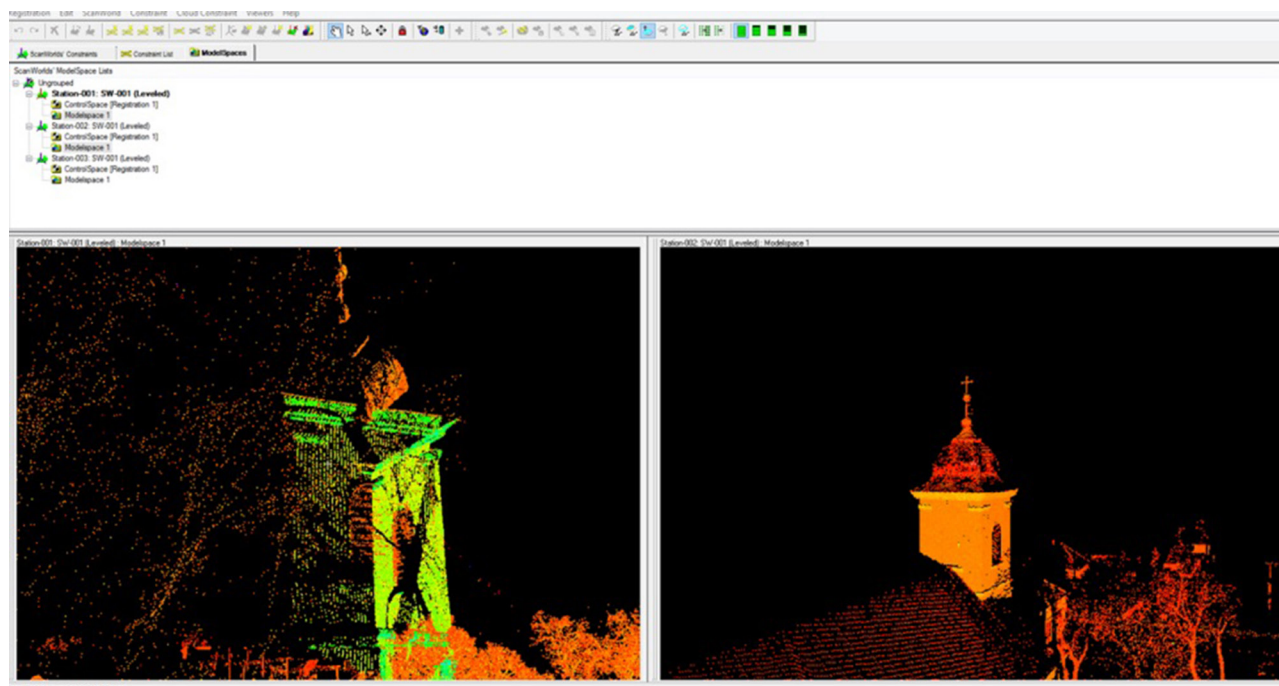 Registration Edit ScanWorld Constraint Cloud Constraint Viewers Help
ScanWorlds' Constraints Constraint List ModelSpaces
ScanWorlds' ModelSpace Lists
Ungrouped
Station-001: SW-001 (Leveled)
ControlSpace [Registration 1]
Modelspace 1
Station-002: SW-001 (Leveled)
ControlSpace [Registration 1]
Modelspace 1
Station-003: SW-001 (Leveled)
ControlSpace [Registration 1]
Modelspace 1
Station-001: SW-001 (Leveled) : Modelspace 1
Station-002: SW-001 (Leveled) : Modelspace 1